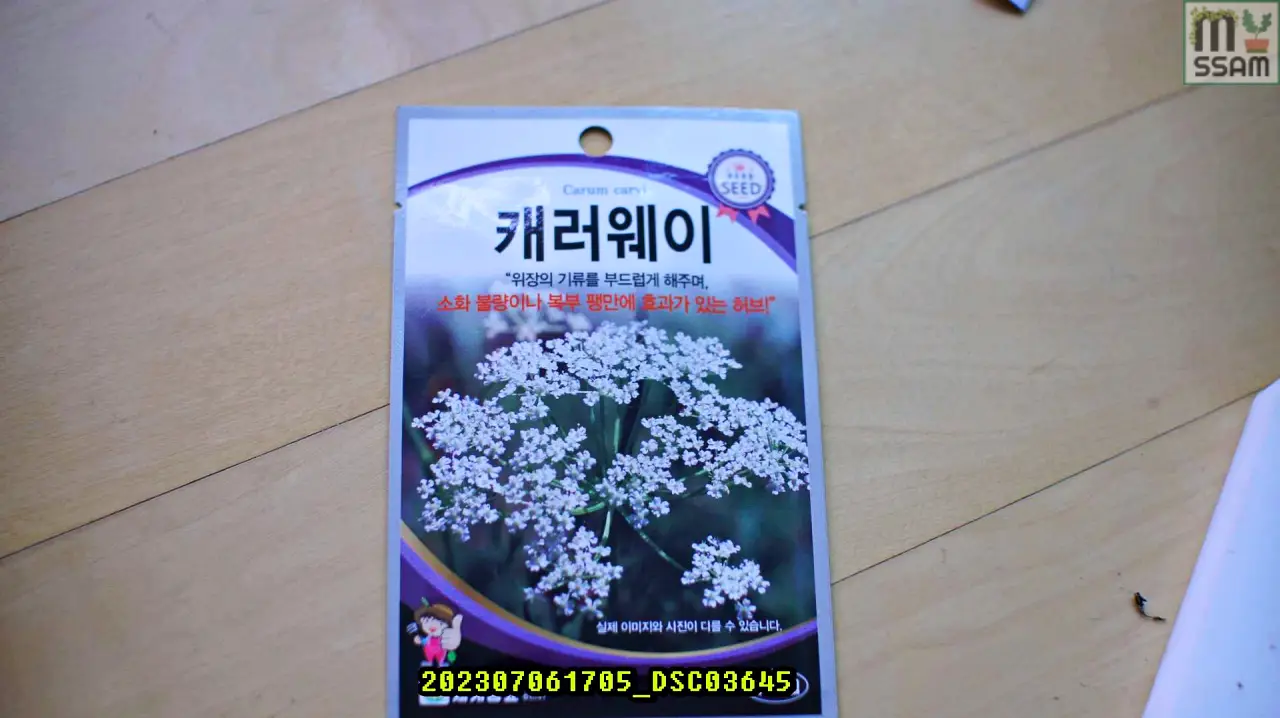 M
SSAM
Carum carvi
SEED
캐러웨이
"위장의 기류를 부드럽게 해주며,
소화 불량이나 복부 팽만에 효과가 있는 허브!"
실제 이미지와 사진이 다를 수 있습니다.
202307061705_DSC03645